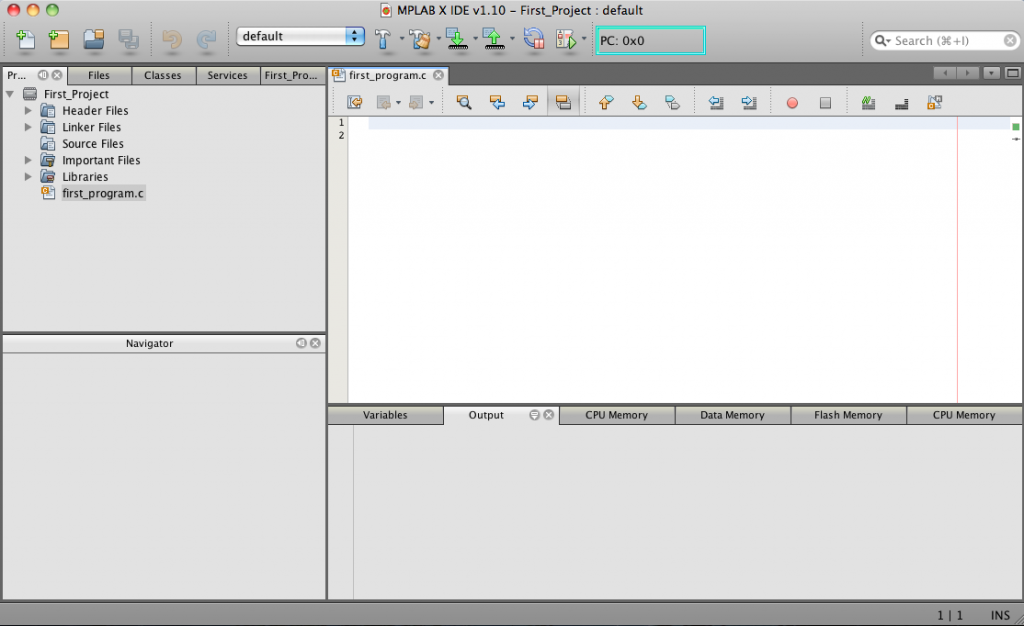 MPLAB X IDE v1.10 - First_Project : default
default
PC: 0x0
Search (⌘+I)
Pr...
Files
Classes
Services
First_Pro...
first_program.c
First_Project
Header Files
Linker Files
Source Files
Important Files
Libraries
first_program.c
1
2
Navigator
Variables
Output
CPU Memory
Data Memory
Flash Memory
CPU Memory
1 | 1
INS